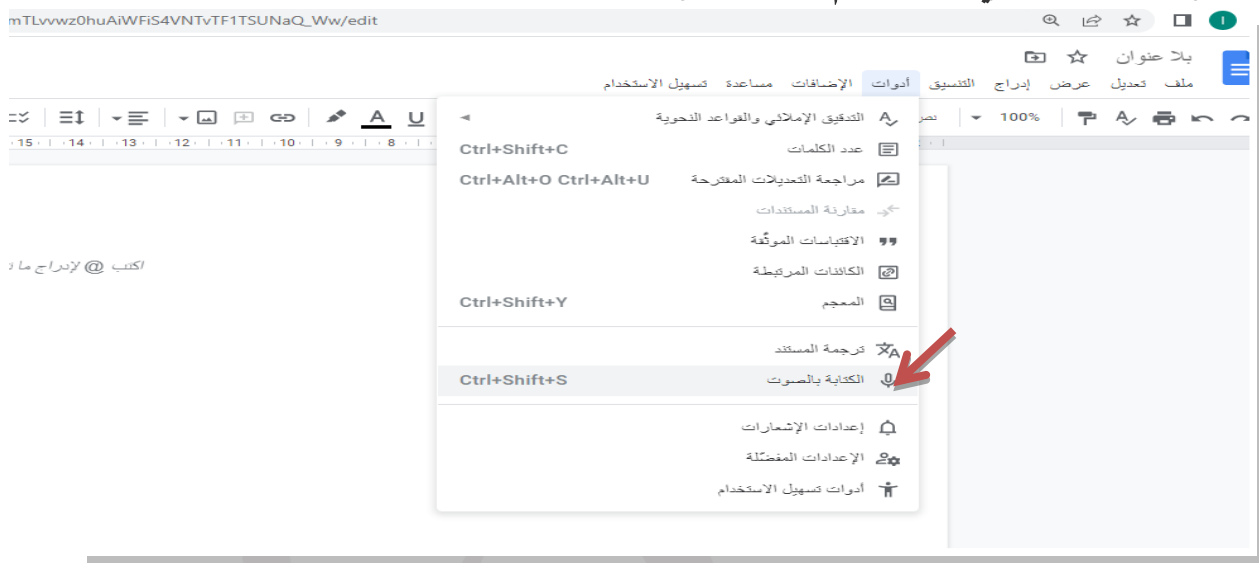 mTLvwz0huAiWFiS4VNTvTF1TSUNaQ_Ww/edit
I
بلا عنوان
ملف تعديل عرض إدراج التنسيق أدوات الإضافات مساعدة تسهيل الاستخدام
100%
A U
15 14 13 12 11 10 9 8 1
التدقيق الإملائي والقواعد النحوية
عدد الكلمات Ctrl+Shift+C
مراجعة التعديلات المقترحة Ctrl+Alt+O Ctrl+Alt+U
مقارنة المستندات
الاقتباسات الموثّقة
اكتب @ لإدراج ما
الكائنات المرتبطة
المعجم Ctrl+Shift+Y
ترجمة المستند
الكتابة بالصوت Ctrl+Shift+S
إعدادات الإشعارات
الإعدادات المفضّلة
أدوات تسهيل الاستخدام